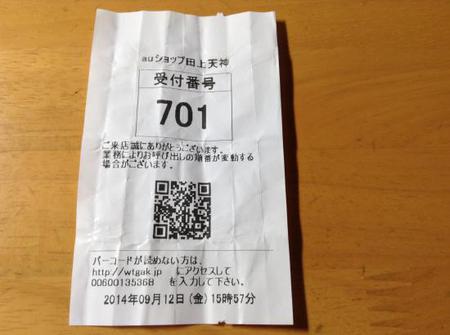 auショップ田上天神
受付番号
701
ご来店誠にありがとうございます。
業務によりお呼び出しの順番が変動する
場合がございます。
バーコードが読めない方は、
http://wtgak.jp にアクセスして
00600135368 を入力して下さい。
2014年09月12日(金)15時57分